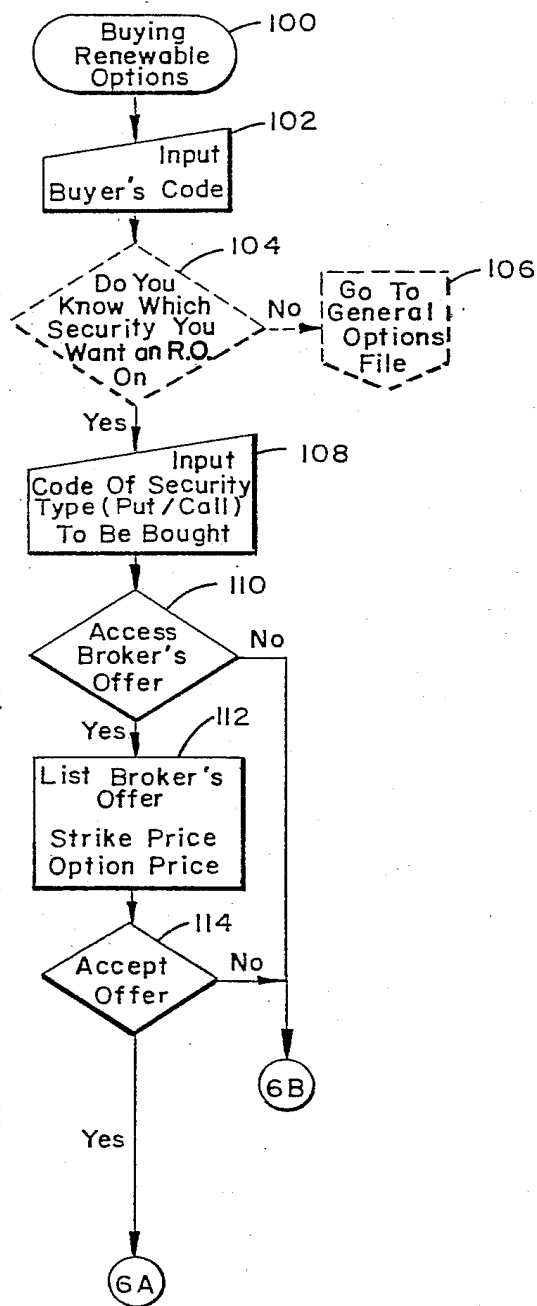 100
Buying
Renewable
Options
102
Input
Buyer's Code
104
Do You
Know Which
Security You
Want an R.O.
On
No
106
Go To
General
Options
File
Yes
108
Input
Code Of Security
Type (Put/Call)
To Be Bought
110
Access
Broker's
Offer
No
Yes
112
List Broker's
Offer
Strike Price
Option Price
114
Accept
Offer
No
6B
Yes
6A